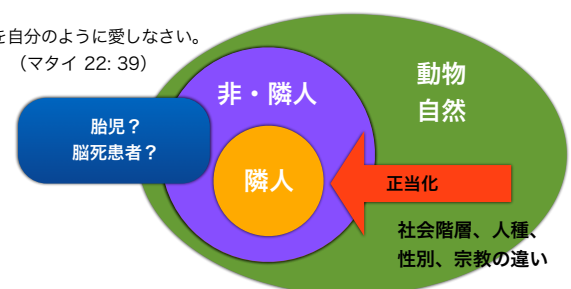 を自分のように愛しなさい。
（マタイ 22: 39）
動物
自然
非・隣人
胎児？
脳死患者？
隣人
正当化
社会階層、人種、
性別、宗教の違い